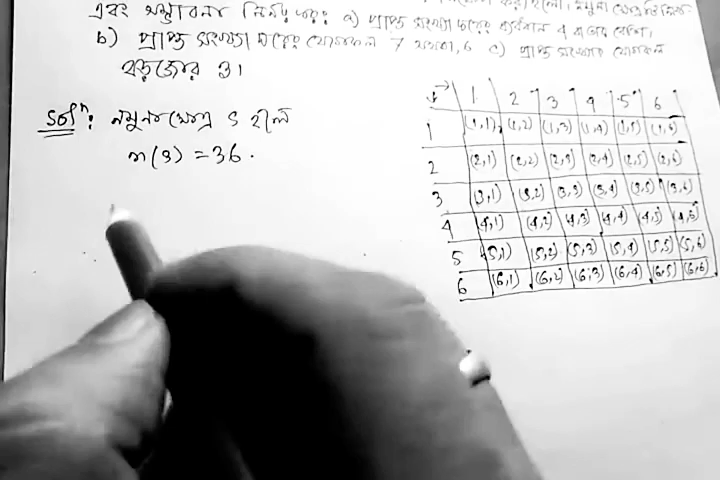 এবং সম্ভাবনা নির্ণয় করঃ a) প্রাপ্ত সংখ্যা দ্বয়ের ব্যবধান 4 বা তার বেশি।
b) প্রাপ্ত সংখ্যা দ্বয়ের যোগফল 7 অথবা, 6 c) প্রাপ্ত সংখ্যার যোগফল
বড়জোর 3।
Solⁿ: নমুনাক্ষেত্র S হলে
n(S) = 36.
1 2 3 4 5 6
1 (1,1) (1,2) (1,3) (1,4) (1,5) (1,6)
2 (2,1) (2,2) (2,3) (2,4) (2,5) (2,6)
3 (3,1) (3,2) (3,3) (3,4) (3,5) (3,6)
4 (4,1) (4,2) (4,3) (4,4) (4,5) (4,6)
5 (5,1) (5,2) (5,3) (5,4) (5,5) (5,6)
6 (6,1) (6,2) (6,3) (6,4) (6,5) (6,6)